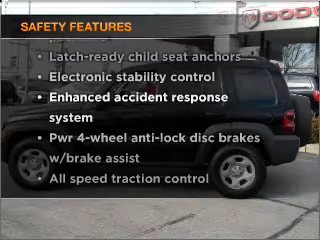 SAFETY FEATURES
DODGE
• Latch-ready child seat anchors
• Electronic stability control
• Enhanced accident response
system
• Pwr 4-wheel anti-lock disc brakes
w/brake assist
• All speed traction control